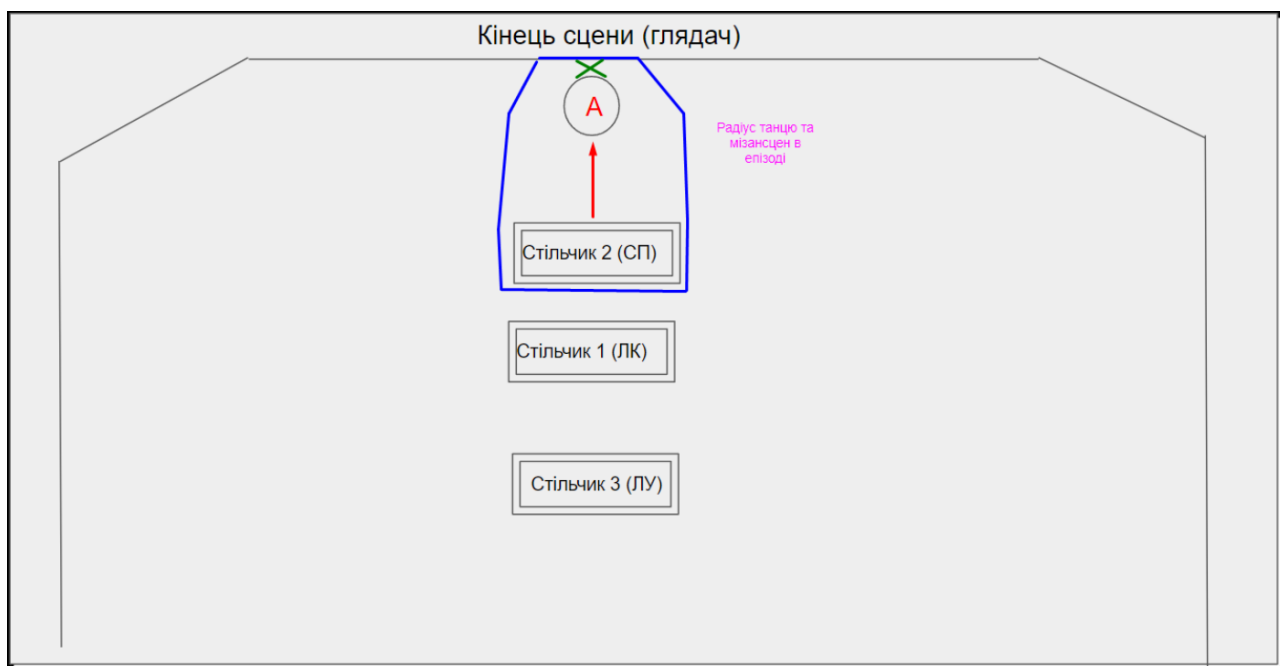 Кінець сцени (глядач)
А
Радіус танцю та
мізансцен в
епізоді
Стільчик 2 (СП)
Стільчик 1 (ЛК)
Стільчик 3 (ЛУ)